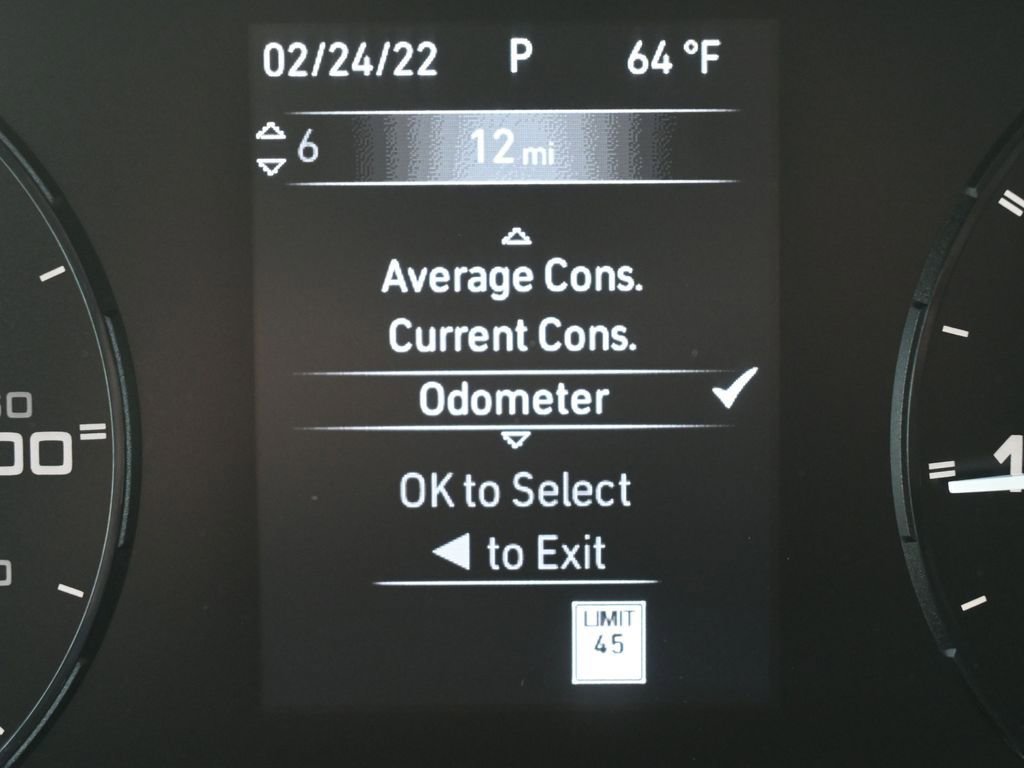 02/24/22 P 64 °F
6 12 mi
Average Cons.
Current Cons.
Odometer
OK to Select
to Exit
LIMIT
45